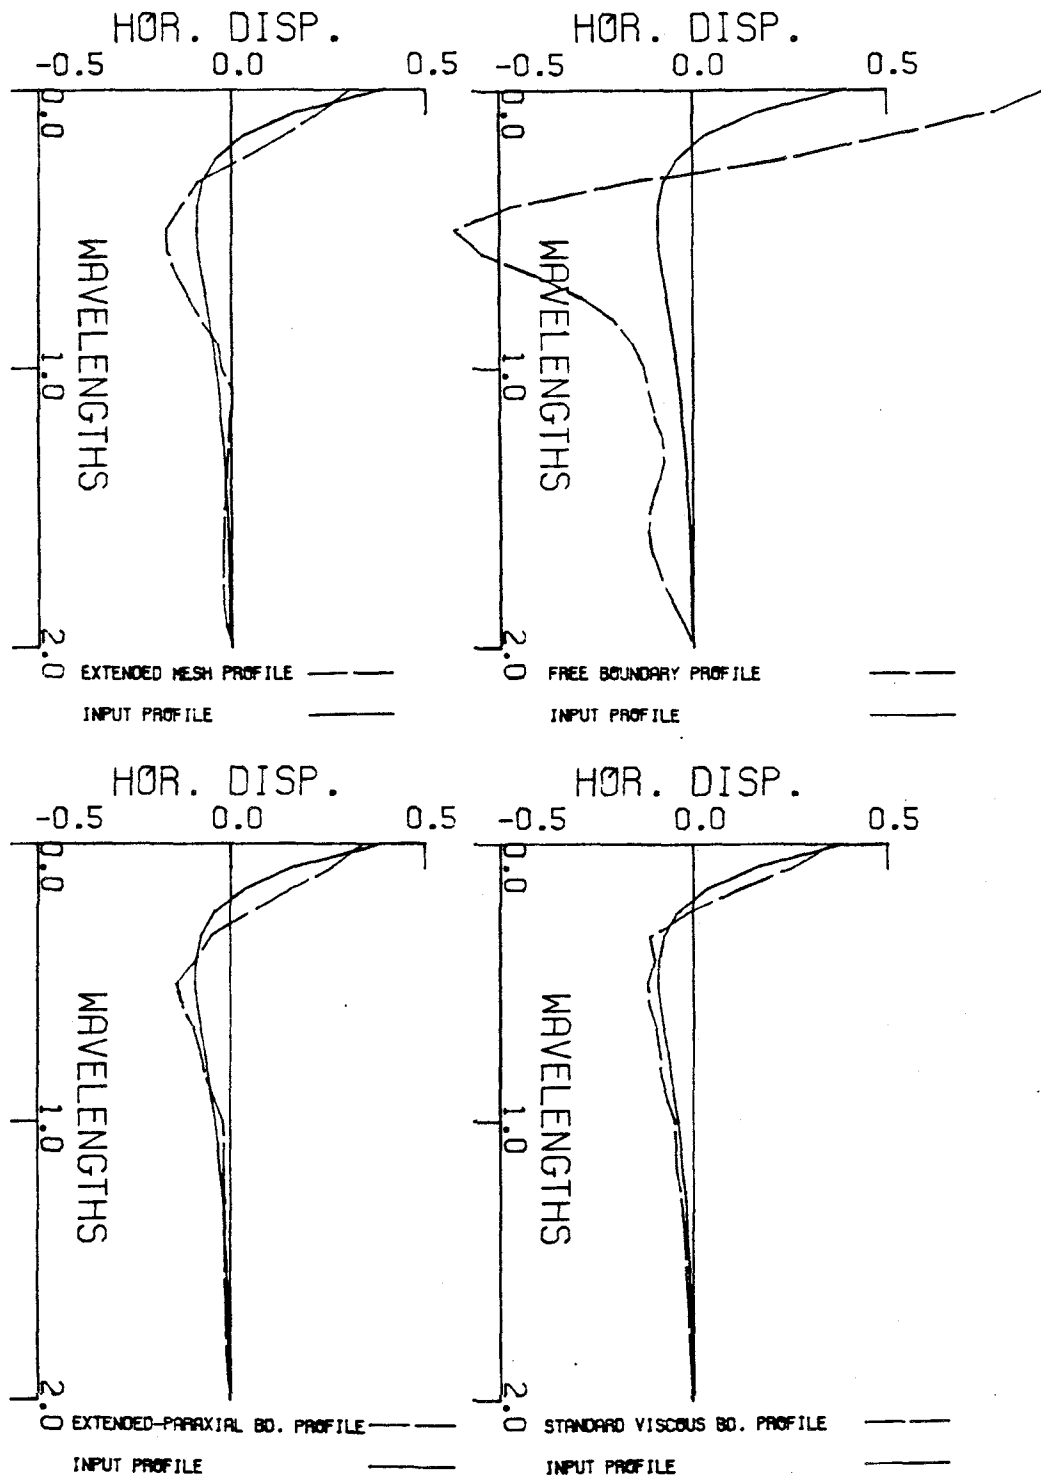 HØR. DISP.
-0.5 0.0 0.5
0.0
WAVELENGTHS
1.0
2.0
EXTENDED MESH PROFILE
INPUT PROFILE
HØR. DISP.
-0.5 0.0 0.5
0.0
WAVELENGTHS
1.0
2.0
FREE BOUNDARY PROFILE
INPUT PROFILE
HØR. DISP.
-0.5 0.0 0.5
0.0
WAVELENGTHS
1.0
2.0
EXTENDED-PARAXIAL BD. PROFILE
INPUT PROFILE
HØR. DISP.
-0.5 0.0 0.5
0.0
WAVELENGTHS
1.0
2.0
STANDARD VISCOUS BD. PROFILE
INPUT PROFILE